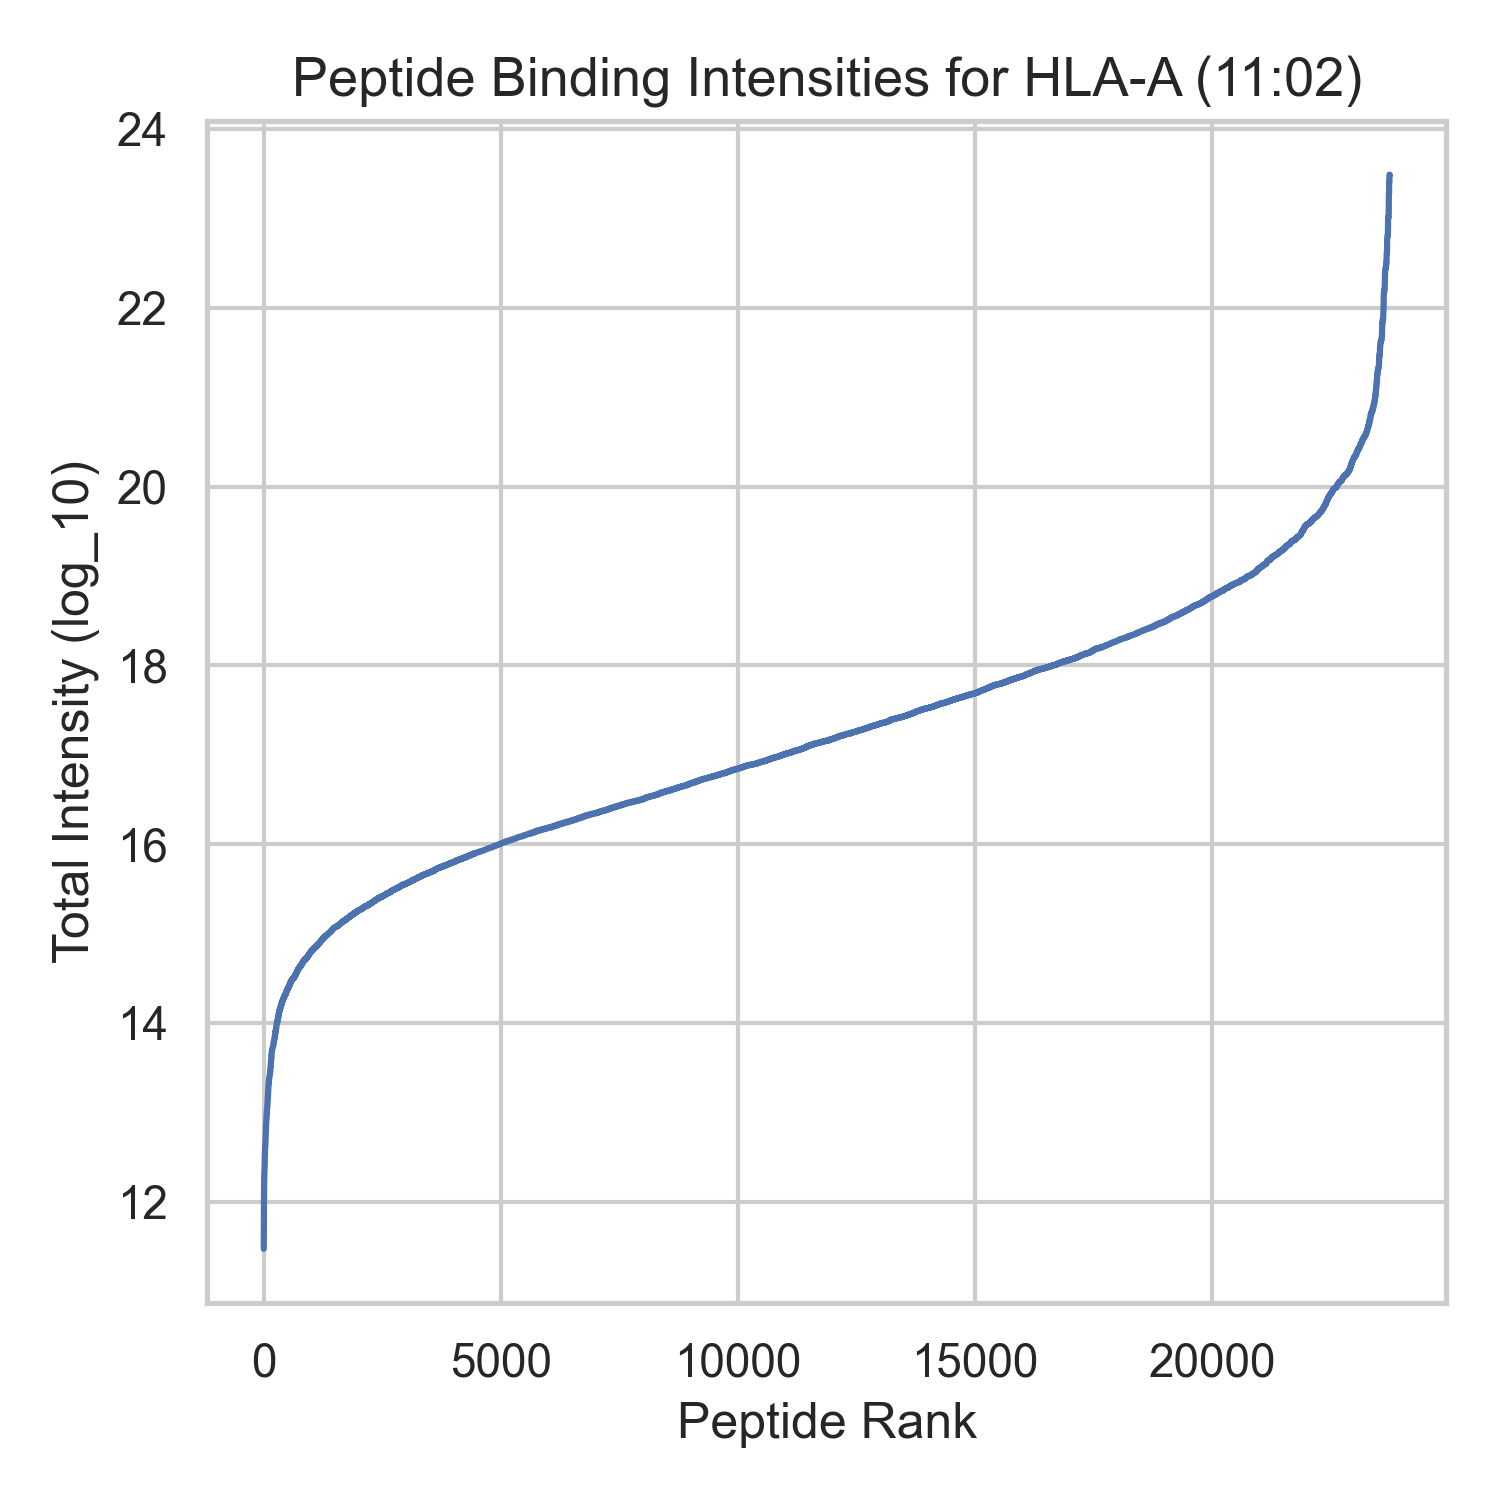 Peptide Binding Intensities for HLA-A (11:02)
24
22
20
18
16
14
12
Total Intensity (log_10)
0 5000 10000 15000 20000
Peptide Rank